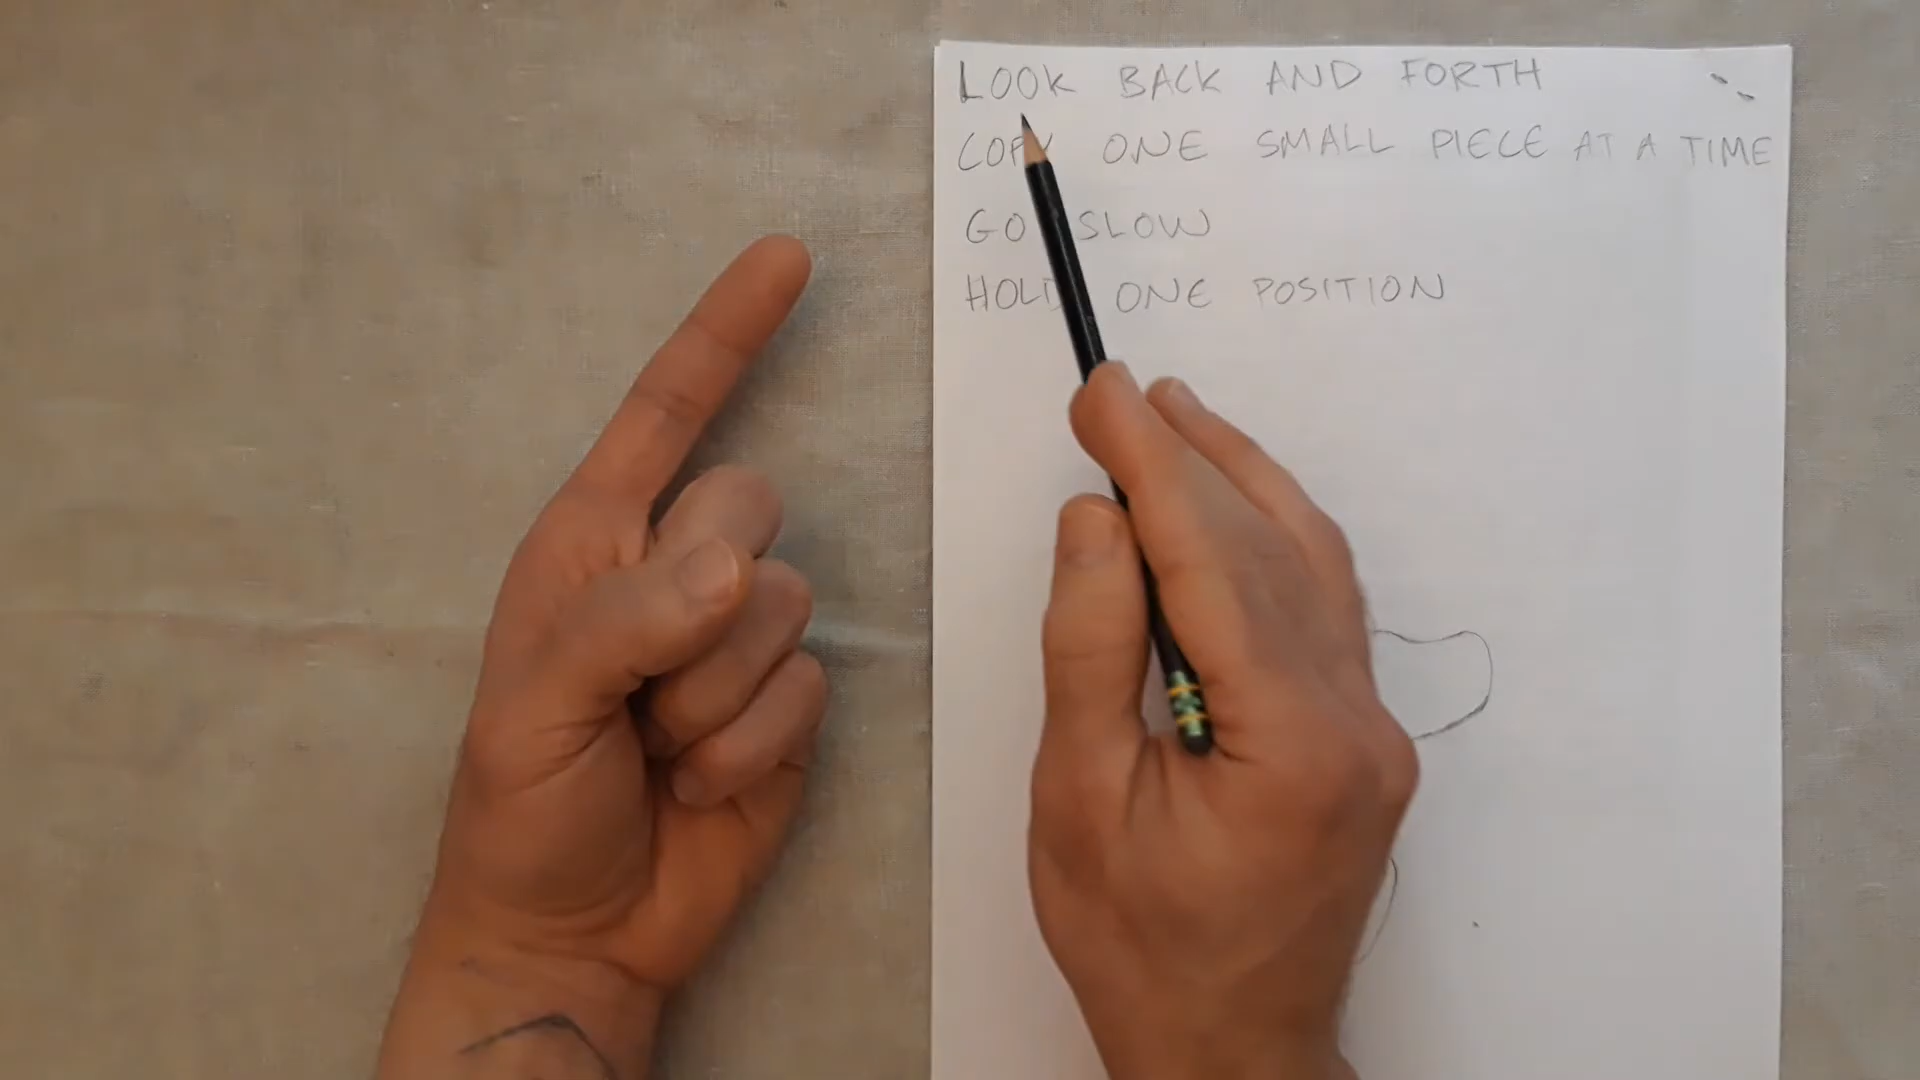 LOOK BACK AND FORTH
COPY ONE SMALL PIECE AT A TIME
GO SLOW
HOLD ONE POSITION